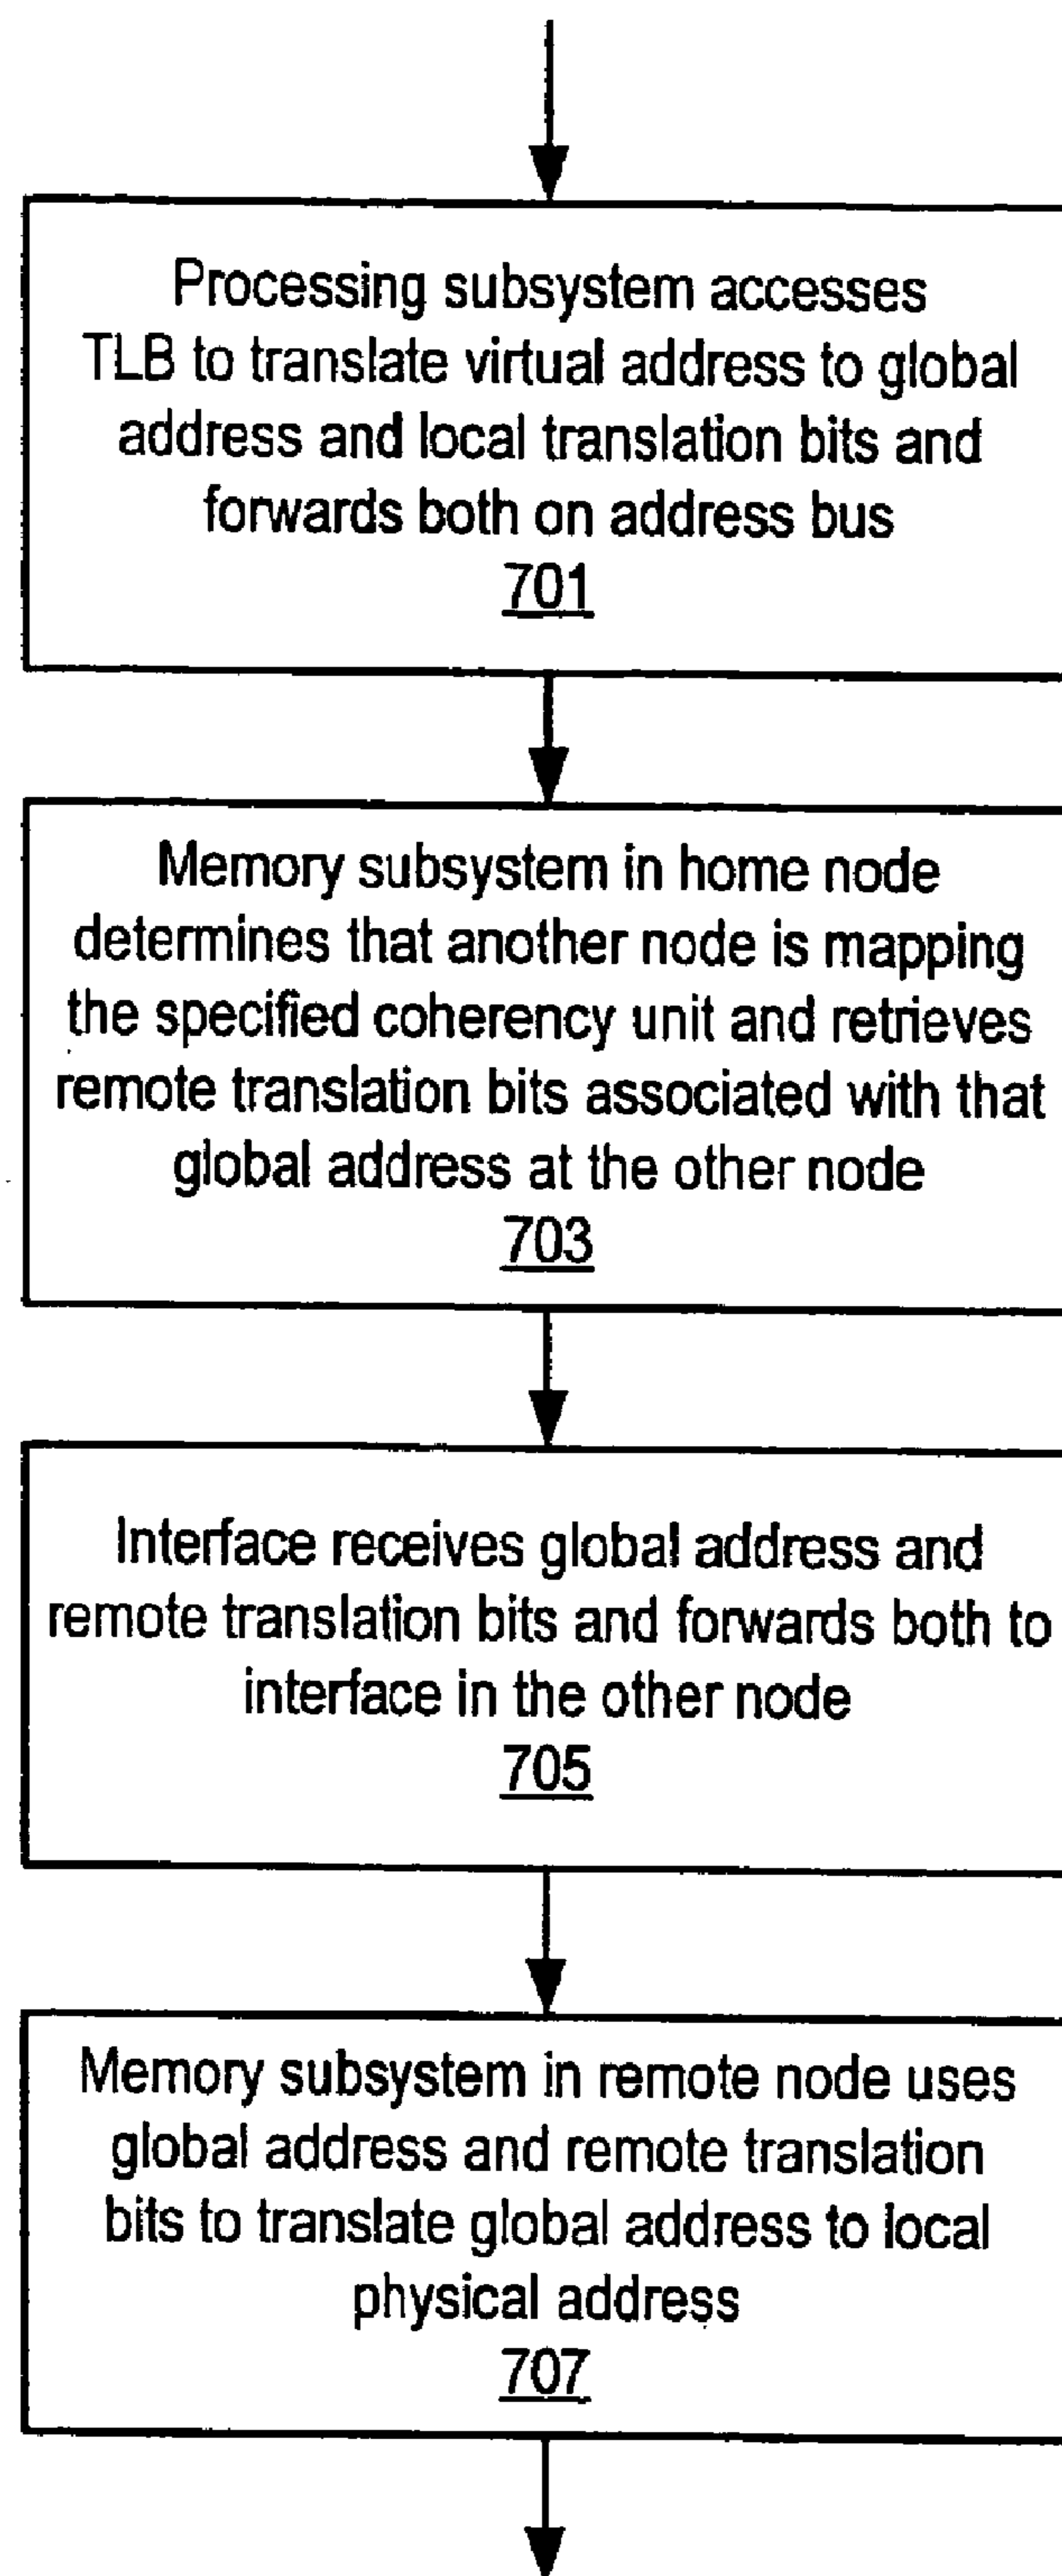 Processing subsystem accesses
TLB to translate virtual address to global
address and local translation bits and
forwards both on address bus
701
Memory subsystem in home node
determines that another node is mapping
the specified coherency unit and retrieves
remote translation bits associated with that
global address at the other node
703
Interface receives global address and
remote translation bits and forwards both to
interface in the other node
705
Memory subsystem in remote node uses
global address and remote translation
bits to translate global address to local
physical address
707